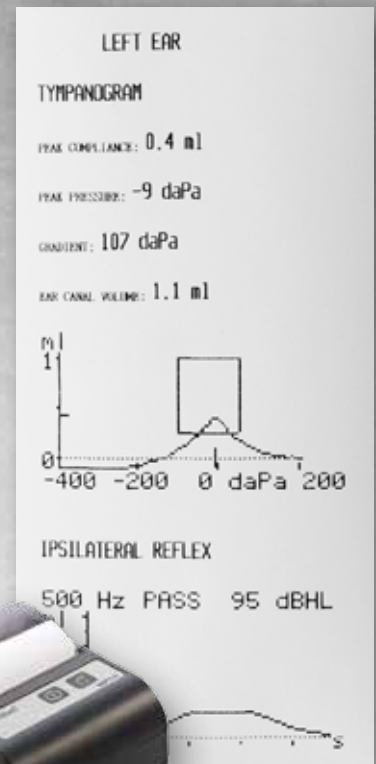 LEFT EAR
TYMPANOGRAM
PEAK COMPLIANCE: 0.4 ml
PEAK PRESSURE: -9 daPa
GRADIENT: 107 daPa
EAR CANAL VOLUME: 1.1 ml
ml
1
0
-400 -200 0 daPa 200
IPSILATERAL REFLEX
500 Hz PASS 95 dBHL
S